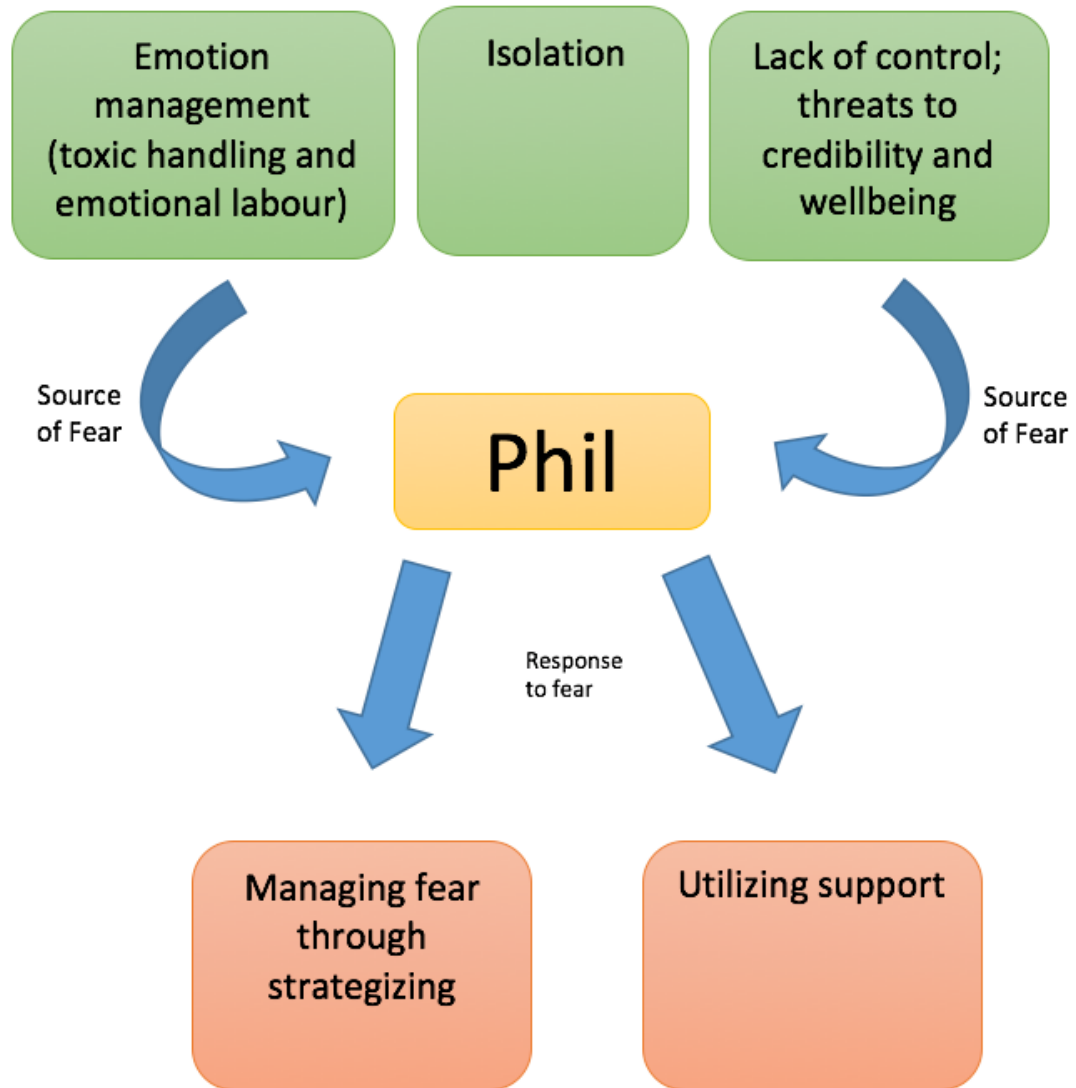 Emotion
management
(toxic handling and
emotional labour)
Isolation
Lack of control;
threats to
credibility and
wellbeing
Source
of Fear
Phil
Source
of Fear
Response
to fear
Managing fear
through
strategizing
Utilizing support